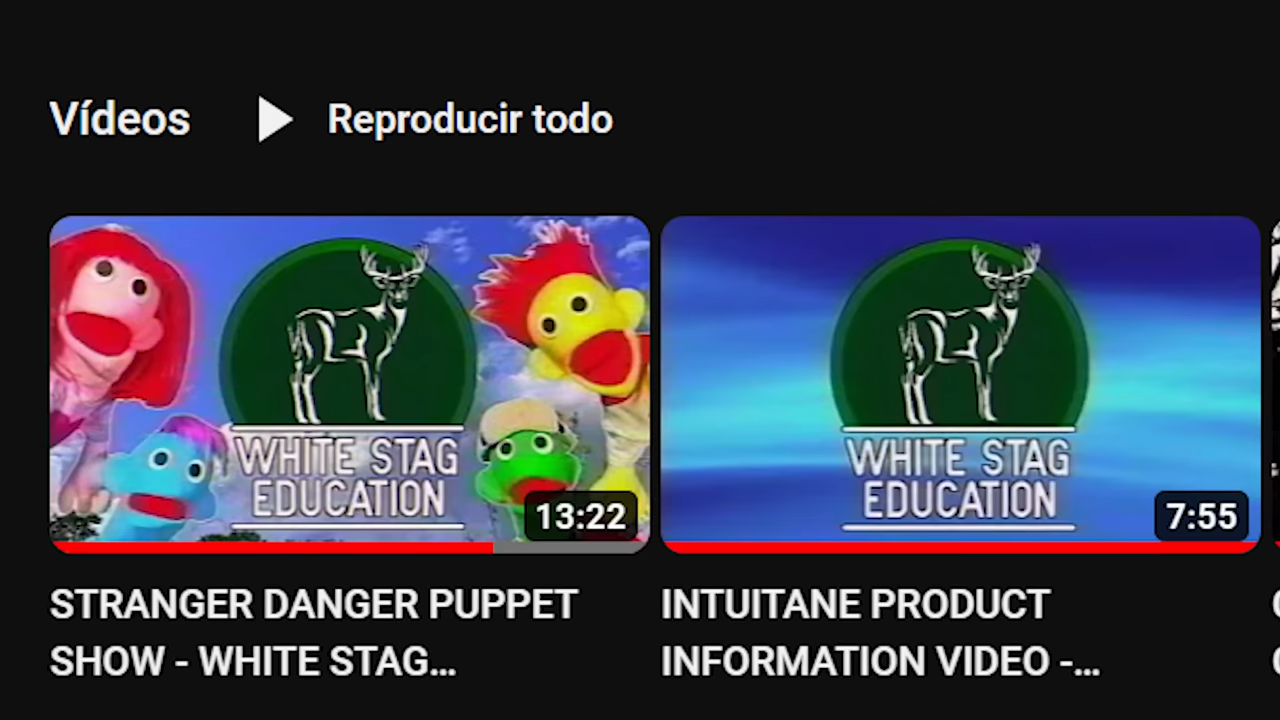 Vídeos
Reproducir todo
WHITE STAG
EDUCATION
13:22
WHITE STAG
EDUCATION
7:55
STRANGER DANGER PUPPET
SHOW - WHITE STAG...
INTUITANE PRODUCT
INFORMATION VIDEO -...